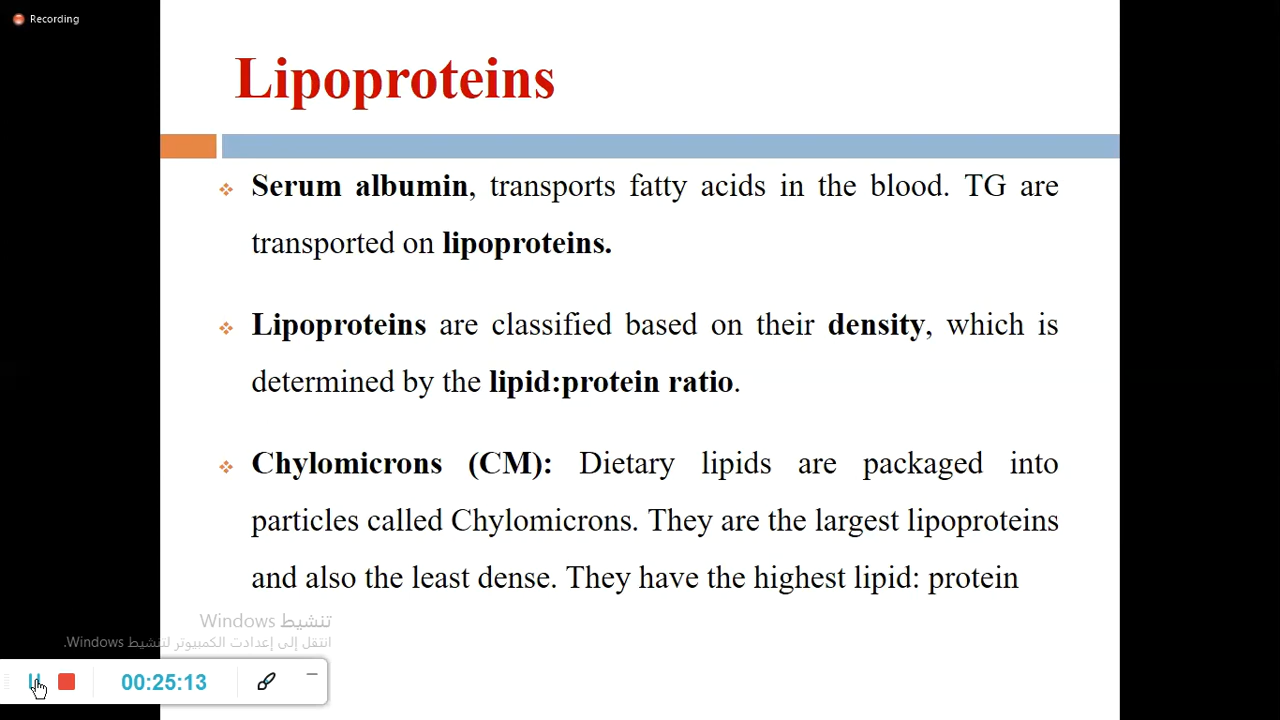 Recording
Lipoproteins
Serum albumin, transports fatty acids in the blood. TG are
transported on lipoproteins.
Lipoproteins are classified based on their density, which is
determined by the lipid:protein ratio.
Chylomicrons (CM): Dietary lipids are packaged into
particles called Chylomicrons. They are the largest lipoproteins
and also the least dense. They have the highest lipid: protein
تنشيط Windows
انتقل إلى إعدادت الكمبيوتر لتنشيط Windows.
00:25:13